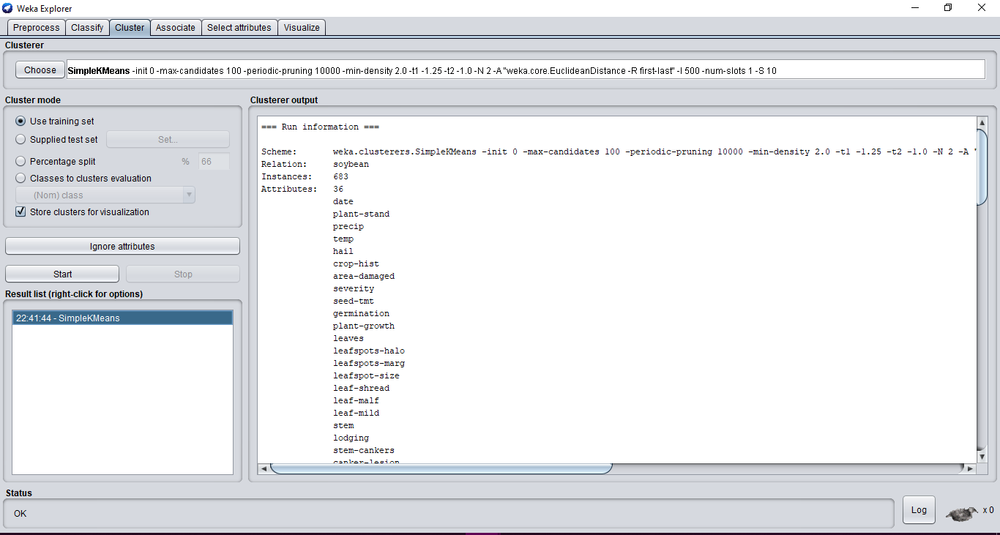 Weka Explorer
Preprocess Classify Cluster Associate Select attributes Visualize
Clusterer
Choose SimpleKMeans -init 0 -max-candidates 100 -periodic-pruning 10000 -min-density 2.0 -t1 -1.25 -t2 -1.0 -N 2 -A "weka.core.EuclideanDistance -R first-last" -I 500 -num-slots 1 -S 10
Cluster mode
Use training set
Supplied test set Set...
Percentage split % 66
Classes to clusters evaluation
(Nom) class
Store clusters for visualization
Ignore attributes
Start Stop
Result list (right-click for options)
22:41:44 - SimpleKMeans
Clusterer output
=== Run information ===
Scheme: weka.clusterers.SimpleKMeans -init 0 -max-candidates 100 -periodic-pruning 10000 -min-density 2.0 -t1 -1.25 -t2 -1.0 -N 2 -A "
Relation: soybean
Instances: 683
Attributes: 36
date
plant-stand
precip
temp
hail
crop-hist
area-damaged
severity
seed-tmt
germination
plant-growth
leaves
leafspots-halo
leafspots-marg
leafspot-size
leaf-shread
leaf-malf
leaf-mild
stem
lodging
stem-cankers
canker-lesion
Status
OK
Log x 0